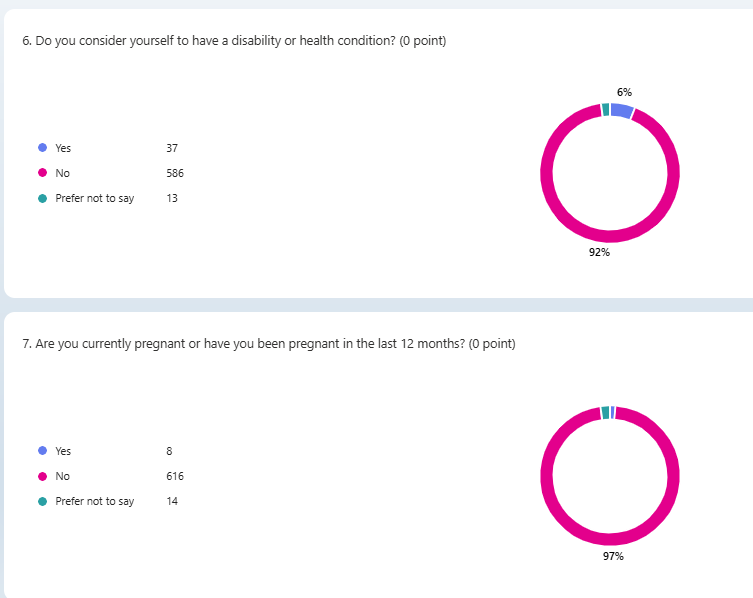 6. Do you consider yourself to have a disability or health condition? (0 point)
6%
Yes 37
No 586
Prefer not to say 13
92%
7. Are you currently pregnant or have you been pregnant in the last 12 months? (0 point)
Yes 8
No 616
Prefer not to say 14
97%